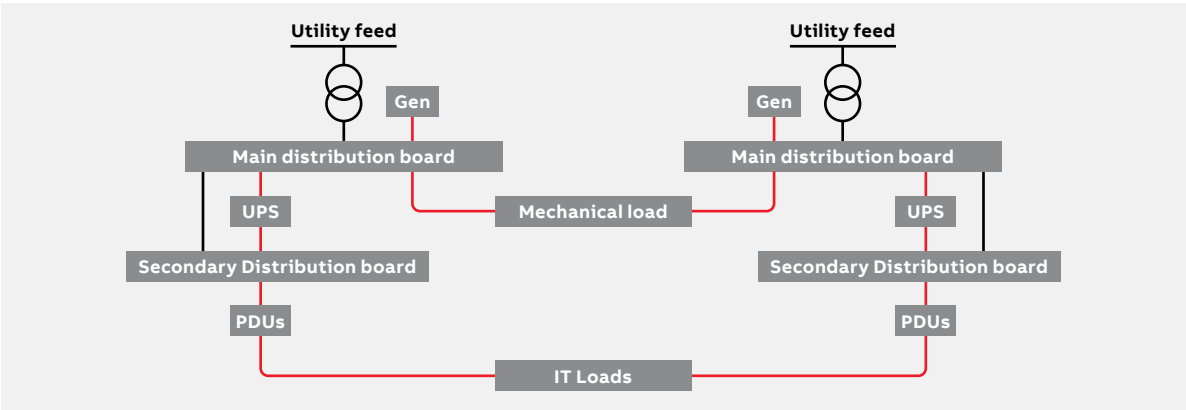 Utility feed
Utility feed
Gen
Gen
Main distribution board
Main distribution board
UPS
Mechanical load
UPS
Secondary Distribution board
Secondary Distribution board
PDUs
PDUs
IT Loads